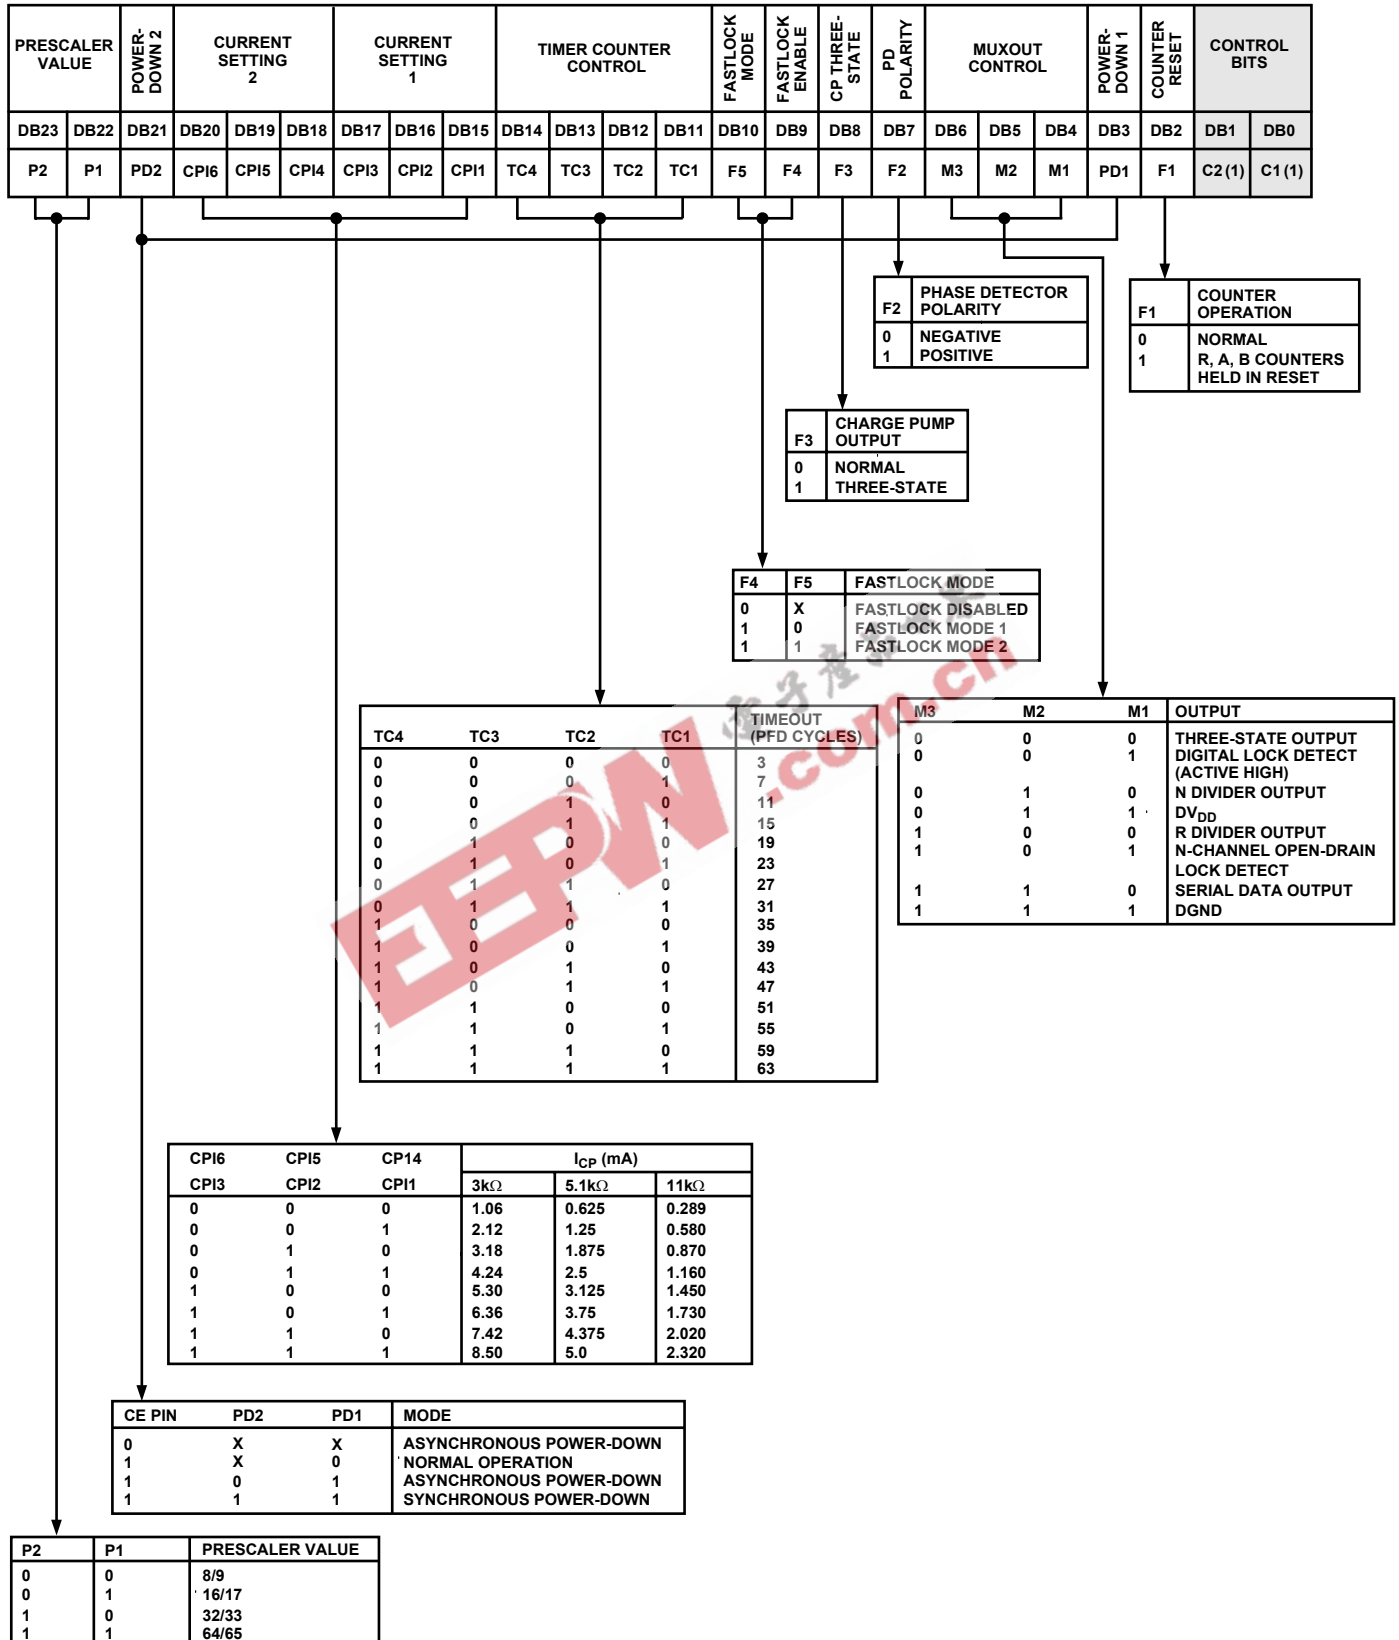 PRESCALER VALUE
POWER-DOWN 2
CURRENT SETTING 2
CURRENT SETTING 1
TIMER COUNTER CONTROL
FASTLOCK MODE
FASTLOCK ENABLE
CP THREE-STATE
PD POLARITY
MUXOUT CONTROL
POWER-DOWN 1
COUNTER RESET
CONTROL BITS
DB23 DB22 DB21 DB20 DB19 DB18 DB17 DB16 DB15 DB14 DB13 DB12 DB11 DB10 DB9 DB8 DB7 DB6 DB5 DB4 DB3 DB2 DB1 DB0
P2 P1 PD2 CPI6 CPI5 CPI4 CPI3 CPI2 CPI1 TC4 TC3 TC2 TC1 F5 F4 F3 F2 M3 M2 M1 PD1 F1 C2 (1) C1 (1)
F2 PHASE DETECTOR POLARITY
0 NEGATIVE
1 POSITIVE
F1 COUNTER OPERATION
0 NORMAL
1 R, A, B COUNTERS
HELD IN RESET
F3 CHARGE PUMP OUTPUT
0 NORMAL
1 THREE-STATE
F4 F5 FASTLOCK MODE
0 X FASTLOCK DISABLED
1 0 FASTLOCK MODE 1
1 1 FASTLOCK MODE 2
TC4 TC3 TC2 TC1 TIMEOUT (PFD CYCLES)
0 0 0 0 3
0 0 0 1 7
0 0 1 0 11
0 0 1 1 15
0 1 0 0 19
0 1 0 1 23
0 1 1 0 27
0 1 1 1 31
1 0 0 0 35
1 0 0 1 39
1 0 1 0 43
1 0 1 1 47
1 1 0 0 51
1 1 0 1 55
1 1 1 0 59
1 1 1 1 63
M3 M2 M1 OUTPUT
0 0 0 THREE-STATE OUTPUT
0 0 1 DIGITAL LOCK DETECT
(ACTIVE HIGH)
0 1 0 N DIVIDER OUTPUT
0 1 1 DVDD
1 0 0 R DIVIDER OUTPUT
1 0 1 N-CHANNEL OPEN-DRAIN
LOCK DETECT
1 1 0 SERIAL DATA OUTPUT
1 1 1 DGND
EEPW .com.cn
電子產品世界
CPI6 CPI5 CP14 ICP (mA)
CPI3 CPI2 CPI1 3kΩ 5.1kΩ 11kΩ
0 0 0 1.06 0.625 0.289
0 0 1 2.12 1.25 0.580
0 1 0 3.18 1.875 0.870
0 1 1 4.24 2.5 1.160
1 0 0 5.30 3.125 1.450
1 0 1 6.36 3.75 1.730
1 1 0 7.42 4.375 2.020
1 1 1 8.50 5.0 2.320
CE PIN PD2 PD1 MODE
0 X X ASYNCHRONOUS POWER-DOWN
1 X 0 NORMAL OPERATION
1 0 1 ASYNCHRONOUS POWER-DOWN
1 1 1 SYNCHRONOUS POWER-DOWN
P2 P1 PRESCALER VALUE
0 0 8/9
0 1 16/17
1 0 32/33
1 1 64/65